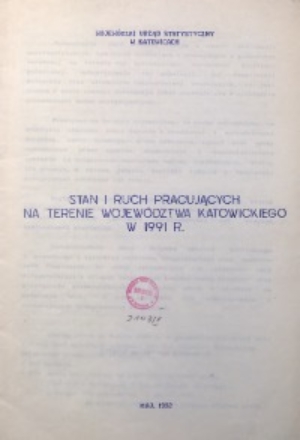 WOJEWÓDZKI URZĄD STATYSTYCZNY
W KATOWICACH
STAN I RUCH PRACUJĄCYCH
NA TERENIE WOJEWÓDZTWA KATOWICKIEGO
W 1991 R.
MAJ, 1992